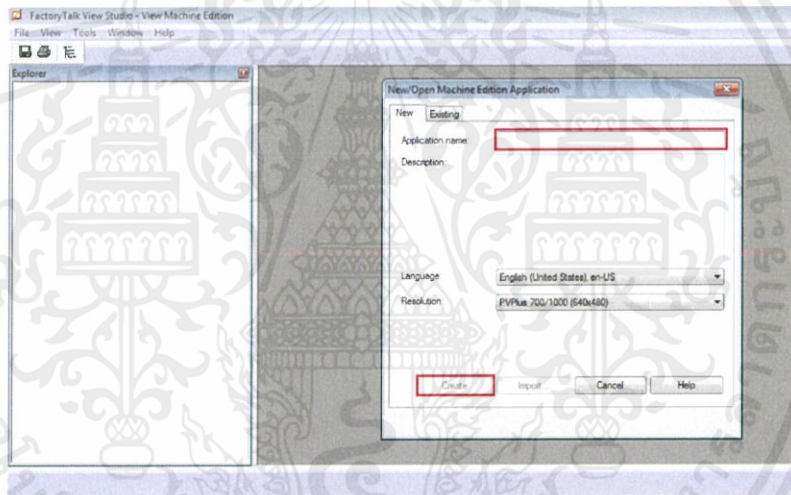 FactoryTalk View Studio - View Machine Edition
File View Tools Window Help
Explorer
New/Open Machine Edition Application
New Existing
Application name:
Description:
Language English (United States), en-US
Resolution PVPlus 700/1000 (640x480)
Create Import... Cancel Help